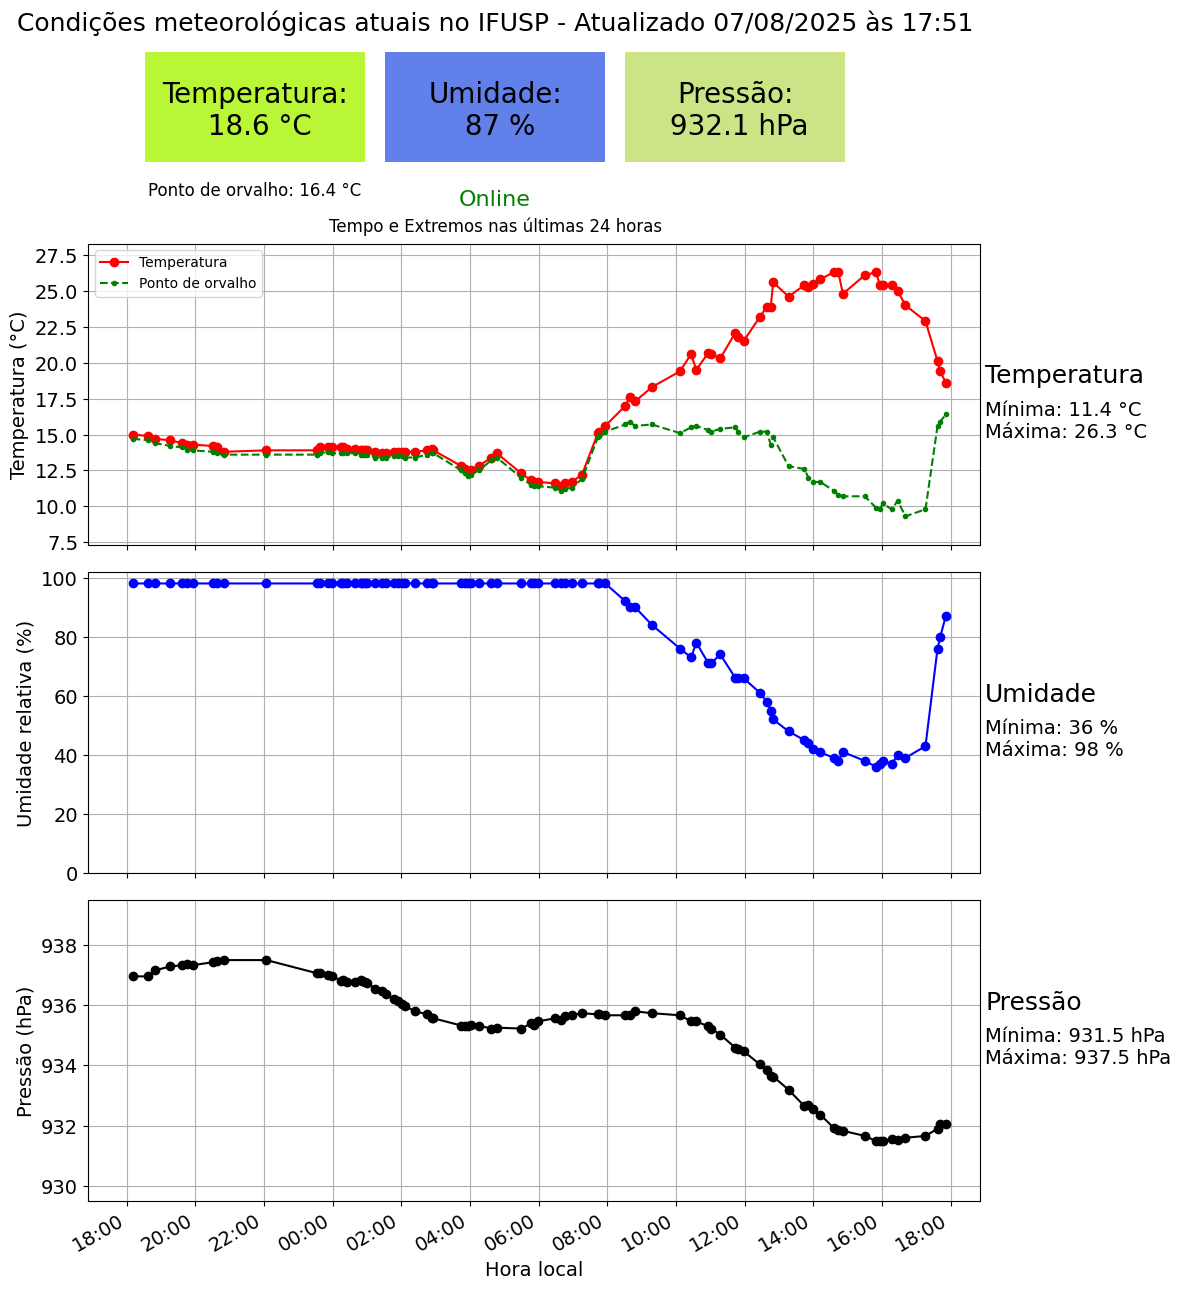 Condições meteorológicas atuais no IFUSP - Atualizado 07/08/2025 às 17:51
Temperatura:
18.6 °C
Umidade:
87 %
Pressão:
932.1 hPa
Ponto de orvalho: 16.4 °C
Online
Tempo e Extremos nas últimas 24 horas
Temperatura
Ponto de orvalho
Temperatura (°C)
27.5
25.0
22.5
20.0
17.5
15.0
12.5
10.0
7.5
Temperatura
Mínima: 11.4 °C
Máxima: 26.3 °C
Umidade relativa (%)
100
80
60
40
20
0
Umidade
Mínima: 36 %
Máxima: 98 %
Pressão (hPa)
938
936
934
932
930
Pressão
Mínima: 931.5 hPa
Máxima: 937.5 hPa
18:00 20:00 22:00 00:00 02:00 04:00 06:00 08:00 10:00 12:00 14:00 16:00 18:00
Hora local